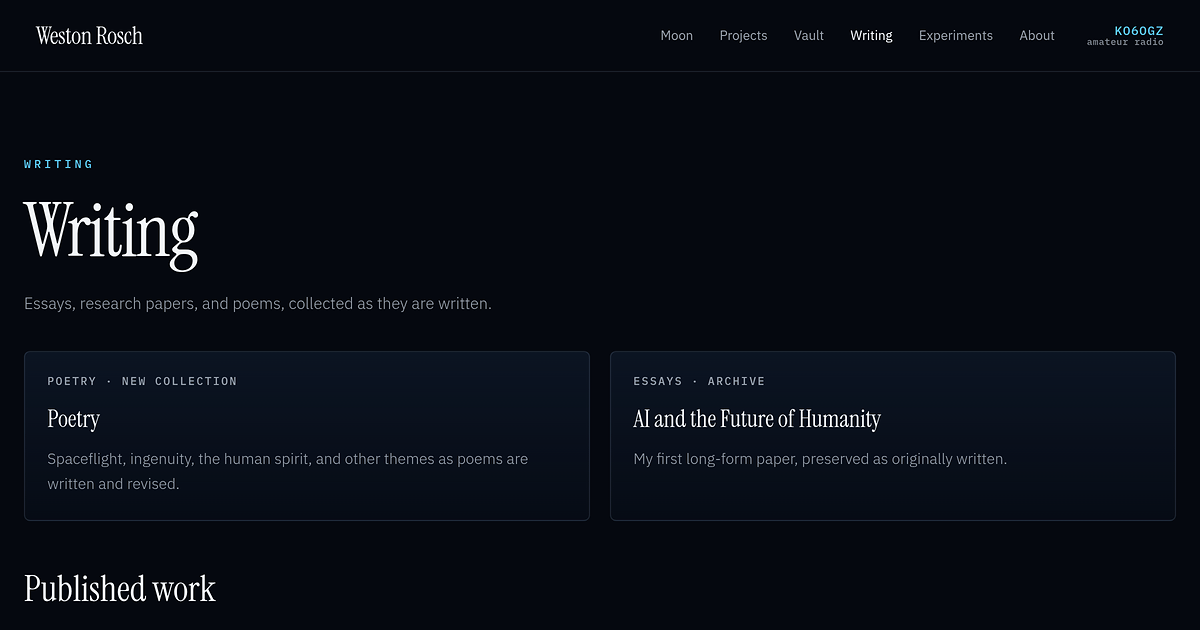 Weston Rosch
Moon Projects Vault Writing Experiments About
KO6OGZ
amateur radio
WRITING
Writing
Essays, research papers, and poems, collected as they are written.
POETRY · NEW COLLECTION
Poetry
Spaceflight, ingenuity, the human spirit, and other themes as poems are
written and revised.
ESSAYS · ARCHIVE
AI and the Future of Humanity
My first long-form paper, preserved as originally written.
Published work